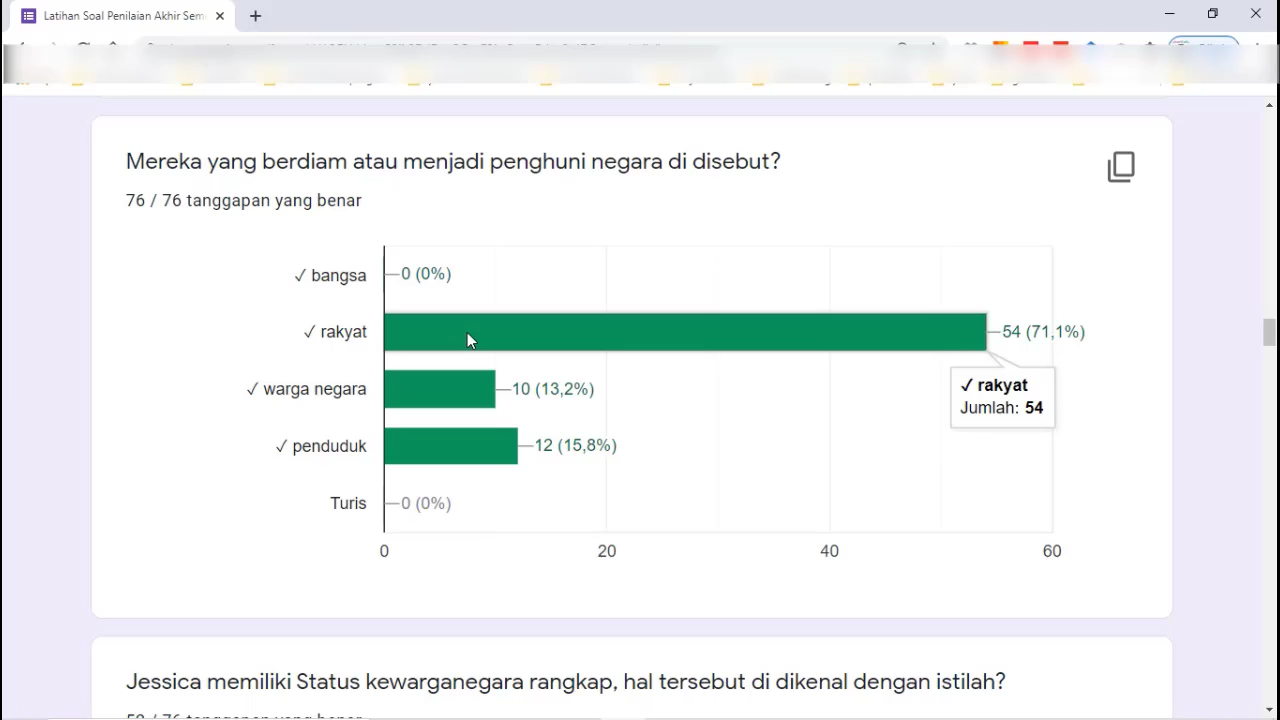 Latihan Soal Penilaian Akhir Sem
Mereka yang berdiam atau menjadi penghuni negara di disebut?
76 / 76 tanggapan yang benar
✓ bangsa 0 (0%)
✓ rakyat 54 (71,1%)
✓ warga negara 10 (13,2%)
✓ rakyat
Jumlah: 54
✓ penduduk 12 (15,8%)
Turis 0 (0%)
0 20 40 60
Jessica memiliki Status kewarganegara rangkap, hal tersebut di dikenal dengan istilah?